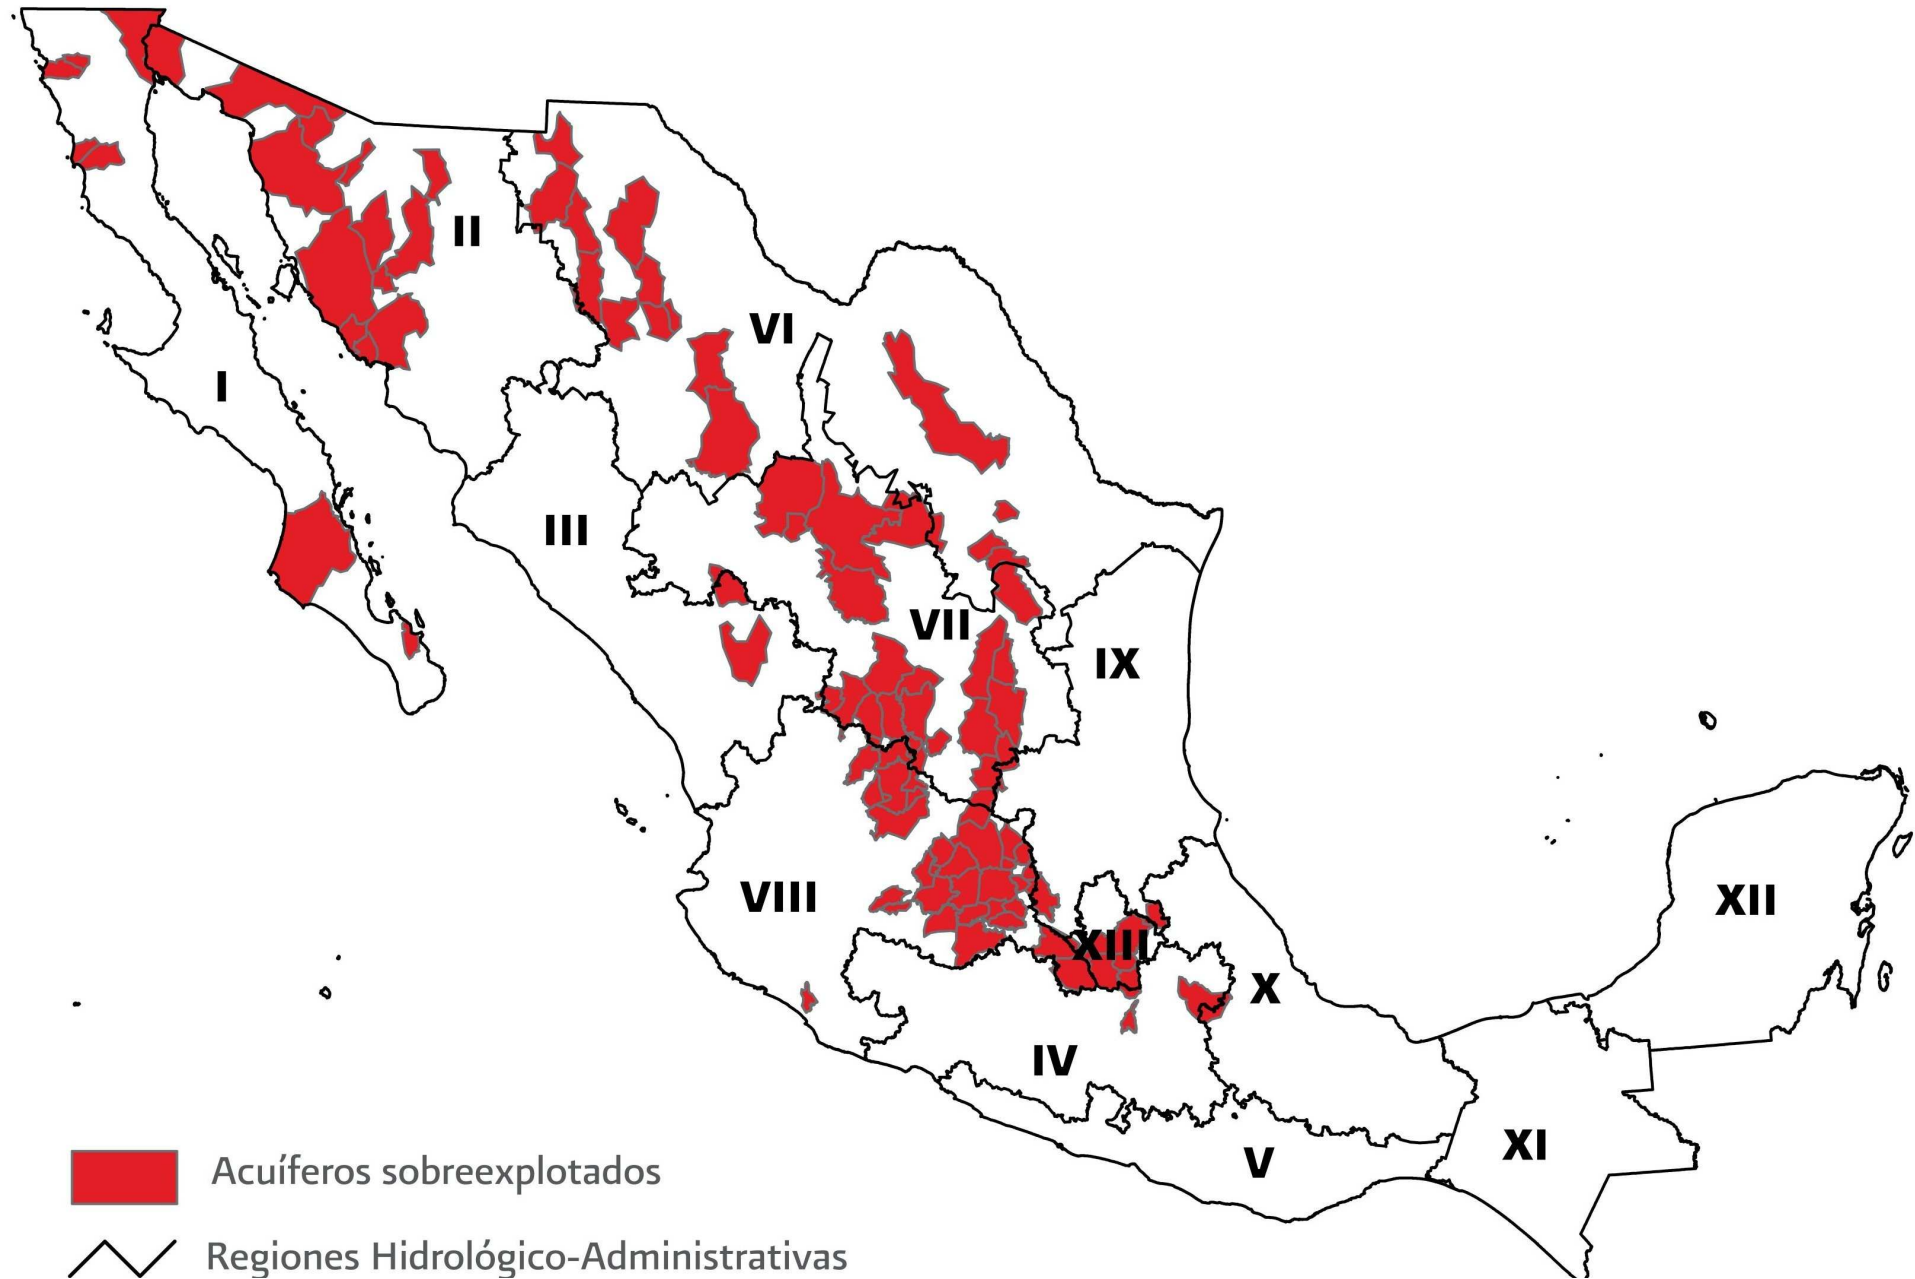 II
VI
I
III
VII
IX
VIII
XII
XIII
X
IV
XI
V
Acuíferos sobreexplotados
Regiones Hidrológico-Administrativas